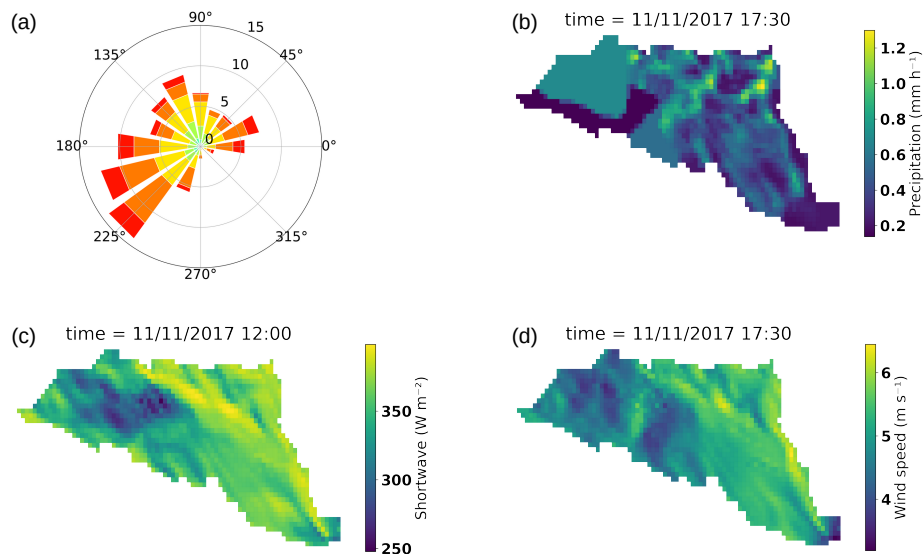 (a)
90°
15
135°
45°
10
5
0
180°
0°
225°
315°
270°
(b)
time = 11/11/2017 17:30
1.2
1.0
0.8
0.6
0.4
0.2
Precipitation (mm h⁻¹)
(c)
time = 11/11/2017 12:00
350
300
250
Shortwave (W m⁻²)
(d)
time = 11/11/2017 17:30
6
5
4
Wind speed (m s⁻¹)